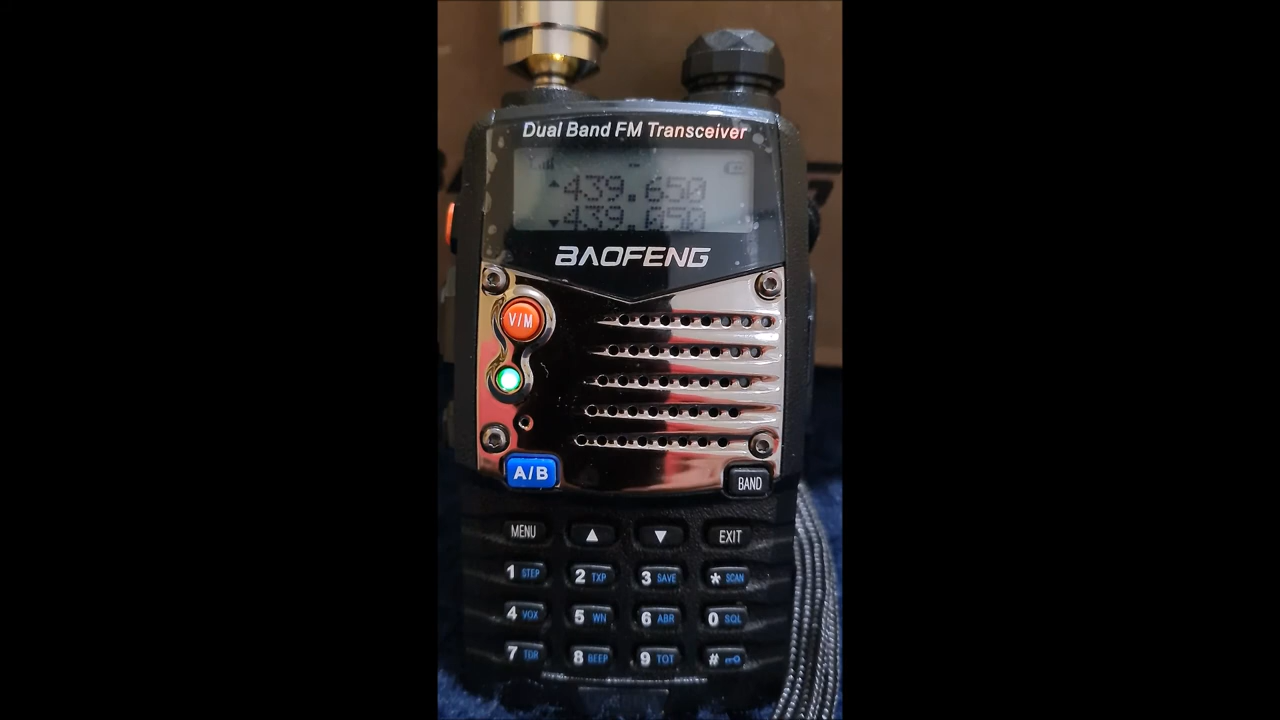 Dual Band FM Transceiver
439.650
439.050
BAOFENG
V/M
A/B
BAND
MENU ▲ ▼ EXIT
1 STEP 2 TXP 3 SAVE * SCAN
4 VOX 5 WN 6 ABR 0 SQL
7 TDR 8 BEEP 9 TOT #